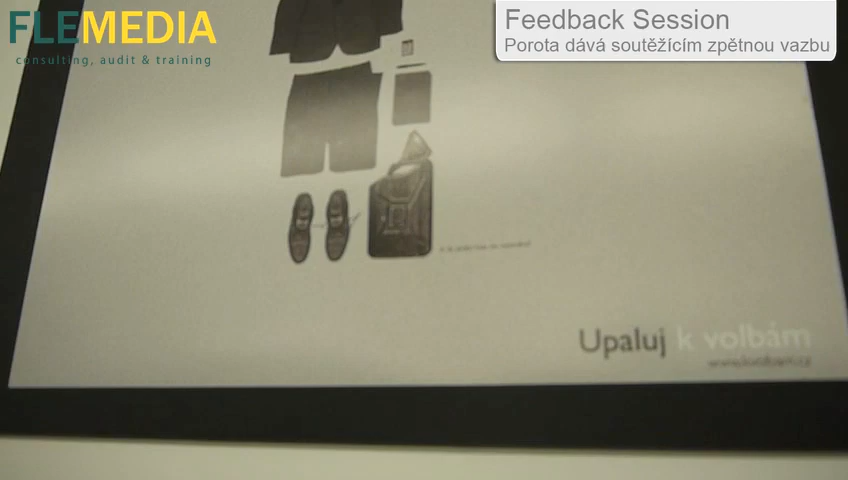 FLEMEDIA
consulting, audit & training
Feedback Session
Porota dává soutěžícím zpětnou vazbu
Upaluj k volbám